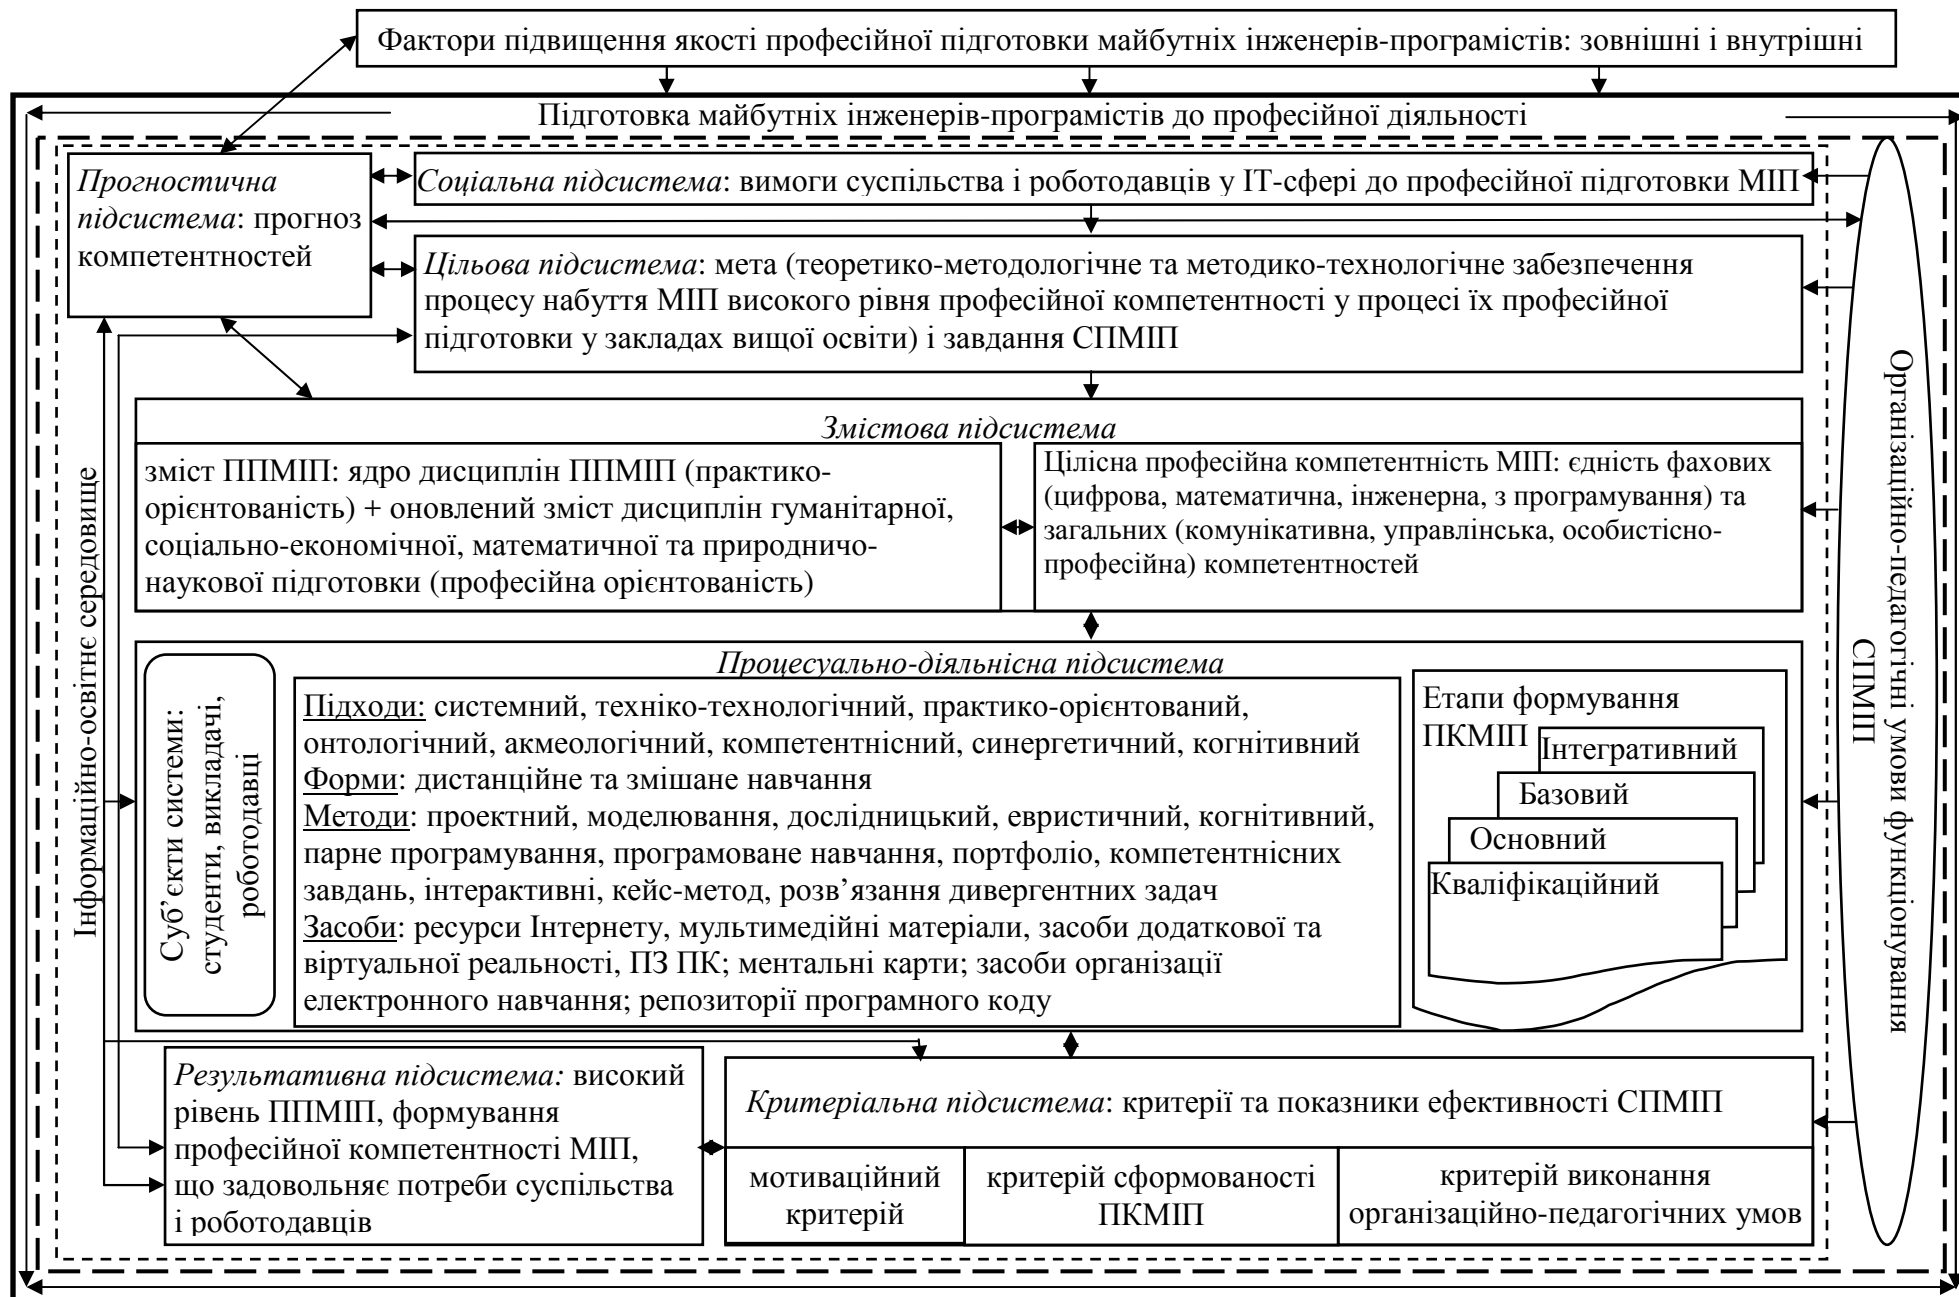 Фактори підвищення якості професійної підготовки майбутніх інженерів-програмістів: зовнішні і внутрішні
Підготовка майбутніх інженерів-програмістів до професійної діяльності
Прогностична
підсистема: прогноз
компетентностей
Соціальна підсистема: вимоги суспільства і роботодавців у ІТ-сфері до професійної підготовки МІП
Цільова підсистема: мета (теоретико-методологічне та методико-технологічне забезпечення
процесу набуття МІП високого рівня професійної компетентності у процесі їх професійної
підготовки у закладах вищої освіти) і завдання СПМІП
Змістова підсистема
зміст ППМІП: ядро дисциплін ППМІП (практико-
орієнтованість) + оновлений зміст дисциплін гуманітарної,
соціально-економічної, математичної та природничо-
наукової підготовки (професійна орієнтованість)
Цілісна професійна компетентність МІП: єдність фахових
(цифрова, математична, інженерна, з програмування) та
загальних (комунікативна, управлінська, особистісно-
професійна) компетентностей
Інформаційно-освітнє середовище
Процесуально-діяльнісна підсистема
Суб’єкти системи:
студенти, викладачі,
роботодавці
Підходи: системний, техніко-технологічний, практико-орієнтований,
онтологічний, акмеологічний, компетентнісний, синергетичний, когнітивний
Форми: дистанційне та змішане навчання
Методи: проектний, моделювання, дослідницький, евристичний, когнітивний,
парне програмування, програмоване навчання, портфоліо, компетентнісних
завдань, інтерактивні, кейс-метод, розв’язання дивергентних задач
Засоби: ресурси Інтернету, мультимедійні матеріали, засоби додаткової та
віртуальної реальності, ПЗ ПК; ментальні карти; засоби організації
електронного навчання; репозиторії програмного коду
Етапи формування
ПКМІП
Інтегративний
Базовий
Основний
Кваліфікаційний
Організаційно-педагогічні умови функціонування
СПМІП
Результативна підсистема: високий
рівень ППМІП, формування
професійної компетентності МІП,
що задовольняє потреби суспільства
і роботодавців
Критеріальна підсистема: критерії та показники ефективності СПМІП
мотиваційний
критерій
критерій сформованості
ПКМІП
критерій виконання
організаційно-педагогічних умов